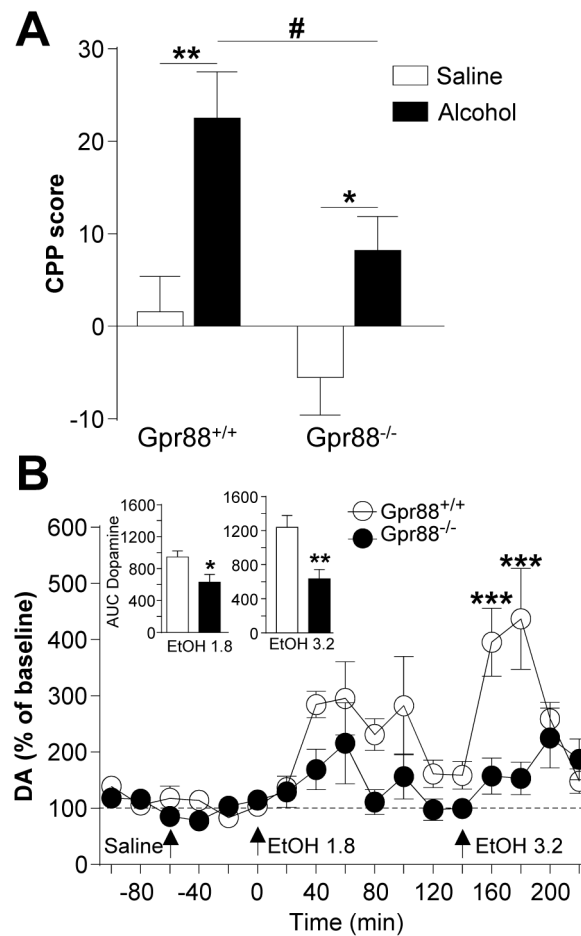 A
CPP score
30
20
10
0
-10
**
#
*
Saline
Alcohol
Gpr88+/+
Gpr88-/-
B
AUC Dopamine
1600
1200
800
400
0
*
EtOH 1.8
1600
1200
800
400
0
**
EtOH 3.2
Gpr88+/+
Gpr88-/-
***
***
DA (% of baseline)
600
500
400
300
200
100
0
Saline
EtOH 1.8
EtOH 3.2
-80
-40
0
40
80
120
160
200
Time (min)